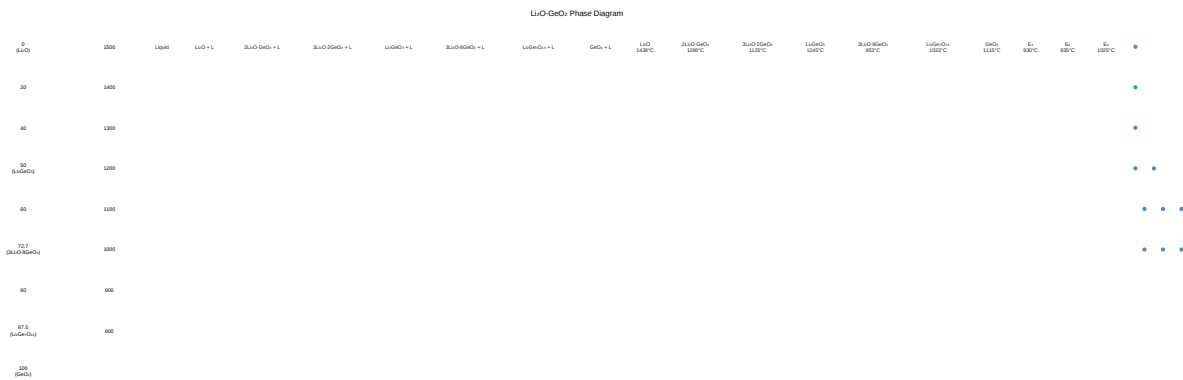 Li₂O-GeO₂ Phase Diagram
0
(Li₂O)
1500
Liquid
Li₂O + L
2Li₂O·GeO₂ + L
3Li₂O·2GeO₂ + L
Li₂GeO₃ + L
3Li₂O·8GeO₂ + L
Li₂Ge₇O₁₅ + L
GeO₂ + L
Li₂O
1438°C
2Li₂O·GeO₂
1280°C
3Li₂O·2GeO₂
1125°C
Li₂GeO₃
1245°C
3Li₂O·8GeO₂
953°C
Li₂Ge₇O₁₅
1033°C
GeO₂
1115°C
E₁
930°C
E₂
935°C
E₃
1025°C
20
1400
40
1300
50
(Li₂GeO₃)
1200
60
1100
72.7
(3Li₂O·8GeO₂)
1000
80
900
87.5
(Li₂Ge₇O₁₅)
800
100
(GeO₂)